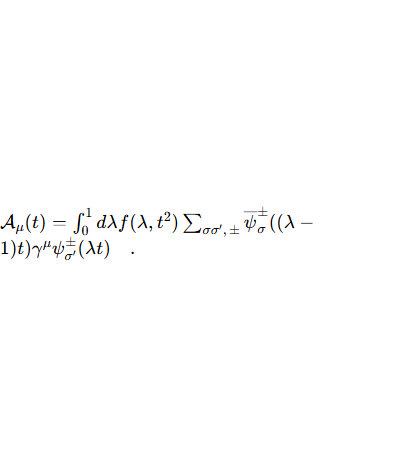 𝒜_μ(t) = ∫_0^1 dλ f(λ, t^2) ∑_{σσ′, ±} \overline{ψ}_σ^±((λ −
1)t)γ^μ ψ_{σ′}^±(λt) .